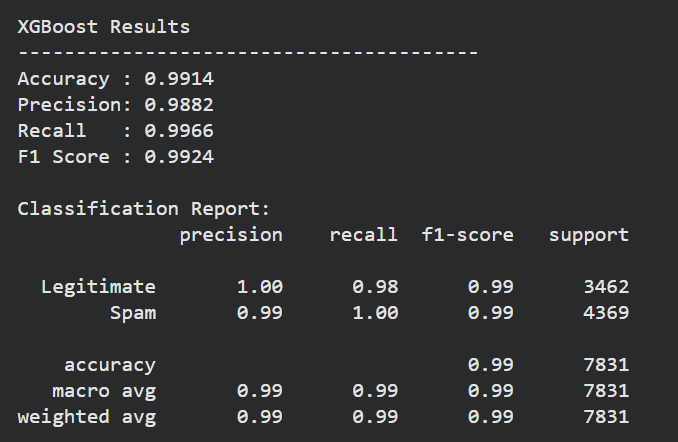 XGBoost Results
----------------------------------------
Accuracy : 0.9914
Precision: 0.9882
Recall   : 0.9966
F1 Score : 0.9924

Classification Report:
              precision    recall  f1-score   support

  Legitimate       1.00      0.98      0.99      3462
        Spam       0.99      1.00      0.99      4369

    accuracy                           0.99      7831
   macro avg       0.99      0.99      0.99      7831
weighted avg       0.99      0.99      0.99      7831